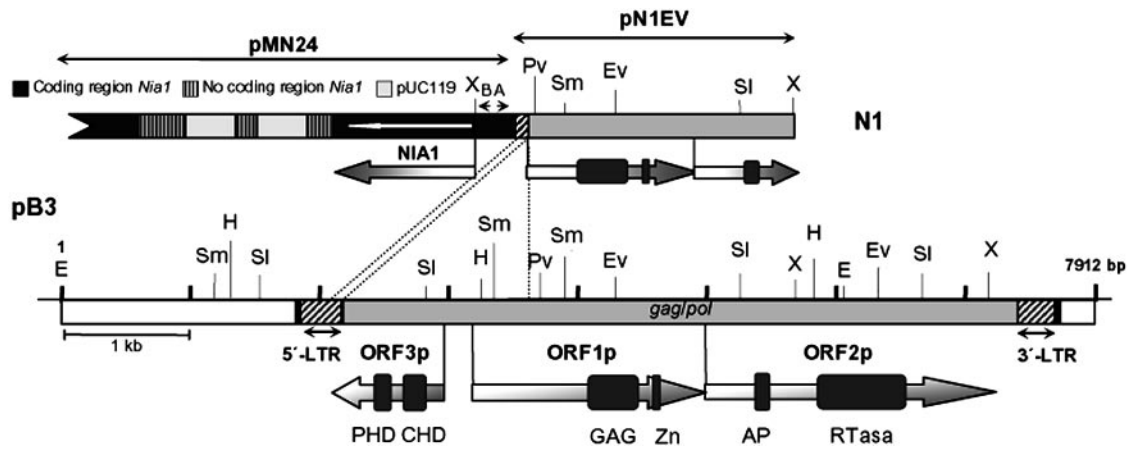 pMN24 pN1EV
Coding region Nia1 No coding region Nia1 pUC119 X BA Pv Sm Ev Sl X
N1
NIA1
pB3
1 E Sm H Sl Sl H Sm Pv Sm Ev Sl X H E Ev Sl X 7912 bp
gag/pol
1 kb 5´-LTR ORF3p ORF1p ORF2p 3´-LTR
PHD CHD GAG Zn AP RTasa